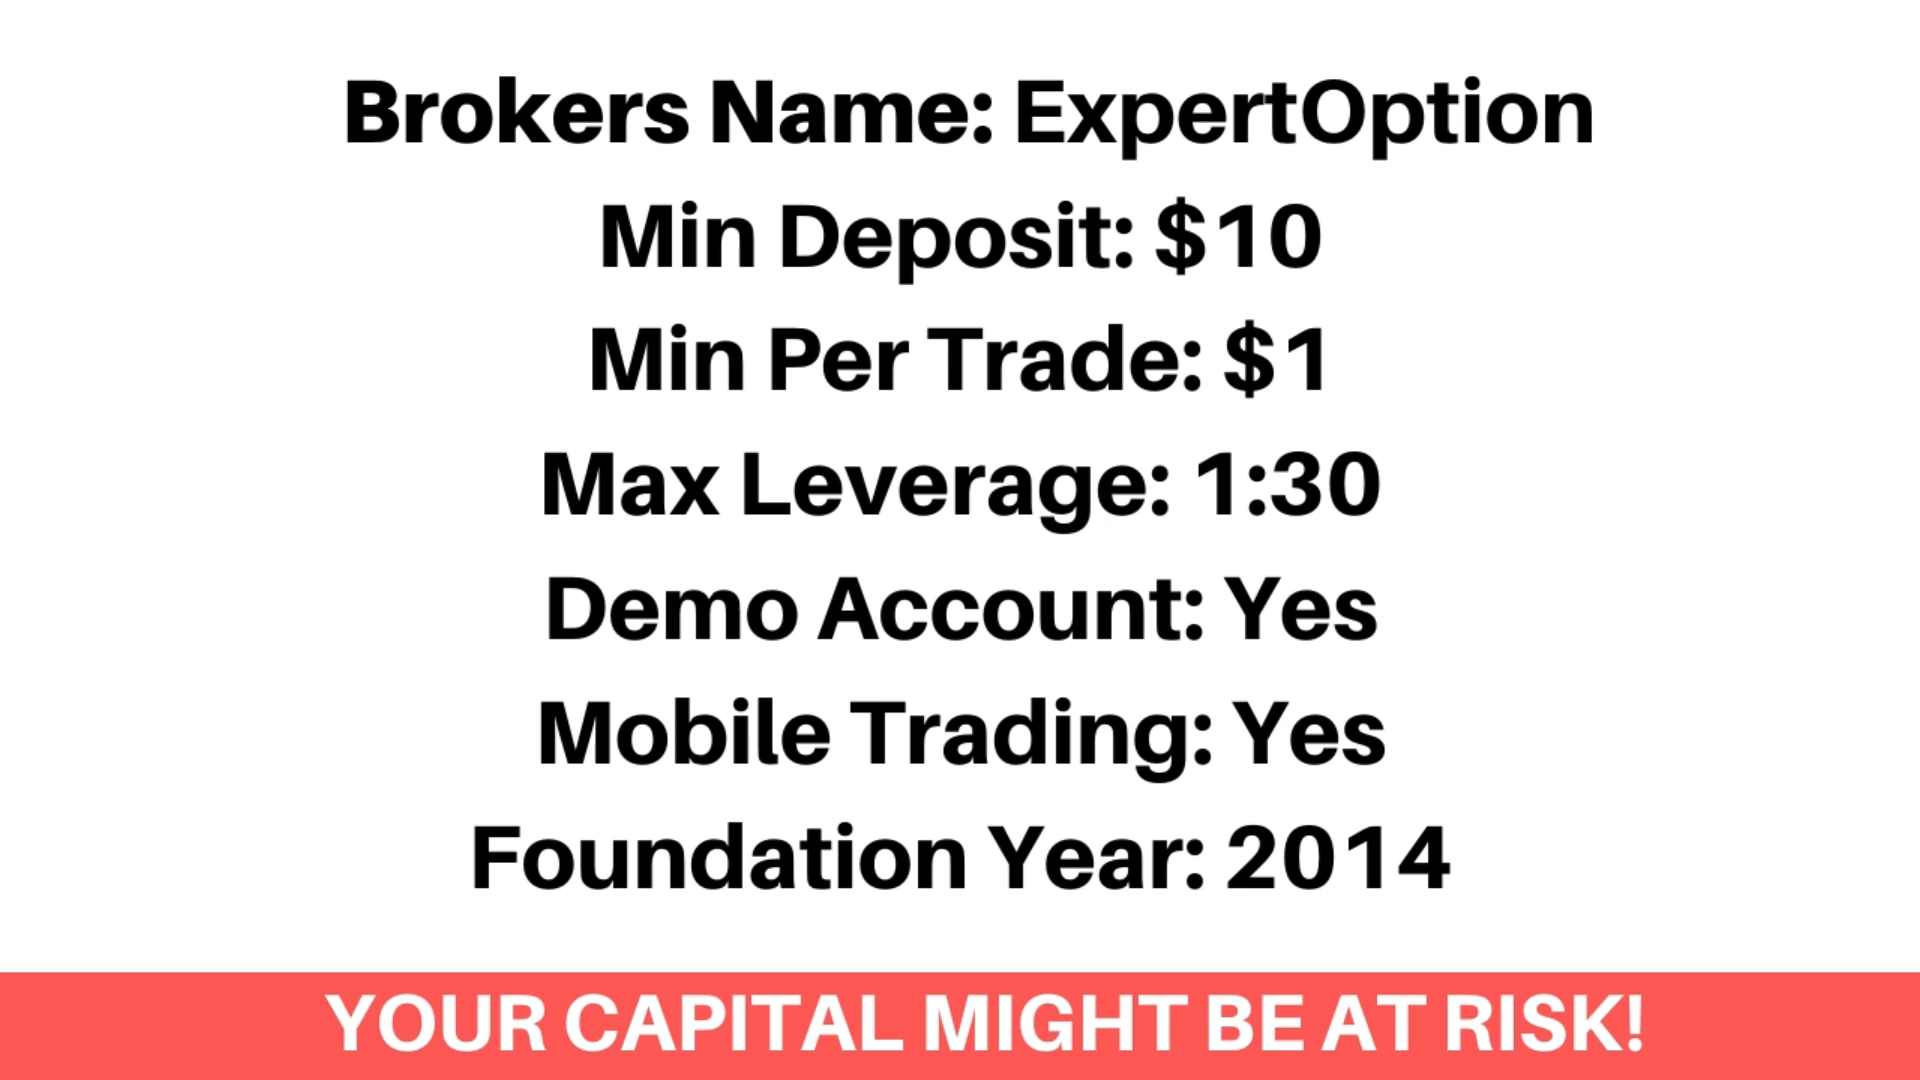 Brokers Name: ExpertOption
Min Deposit: $10
Min Per Trade: $1
Max Leverage: 1:30
Demo Account: Yes
Mobile Trading: Yes
Foundation Year: 2014
YOUR CAPITAL MIGHT BE AT RISK!